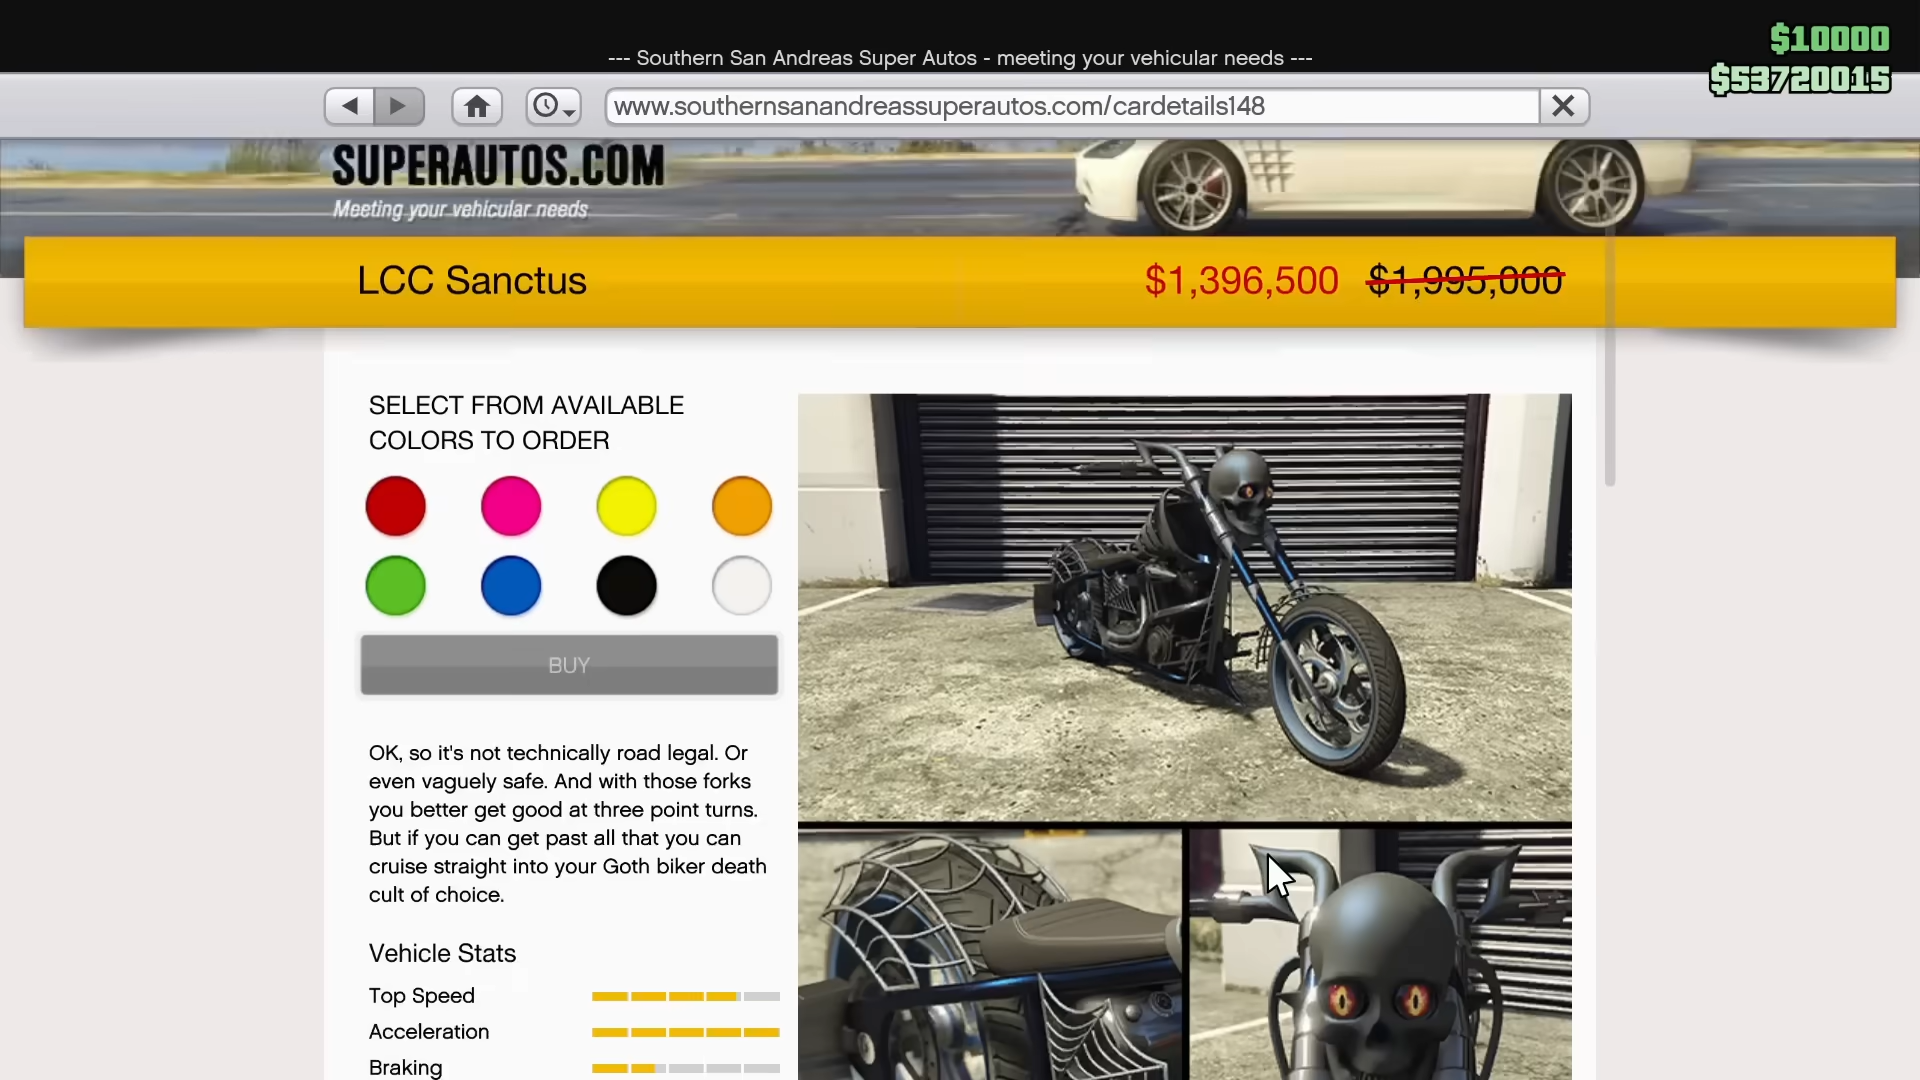 --- Southern San Andreas Super Autos - meeting your vehicular needs ---
$10000
$53720015
www.southernsanandreassuperautos.com/cardetails148
SUPERAUTOS.COM
Meeting your vehicular needs
LCC Sanctus
$1,396,500 $1,995,000
SELECT FROM AVAILABLE
COLORS TO ORDER
BUY
OK, so it's not technically road legal. Or
even vaguely safe. And with those forks
you better get good at three point turns.
But if you can get past all that you can
cruise straight into your Goth biker death
cult of choice.
Vehicle Stats
Top Speed
Acceleration
Braking